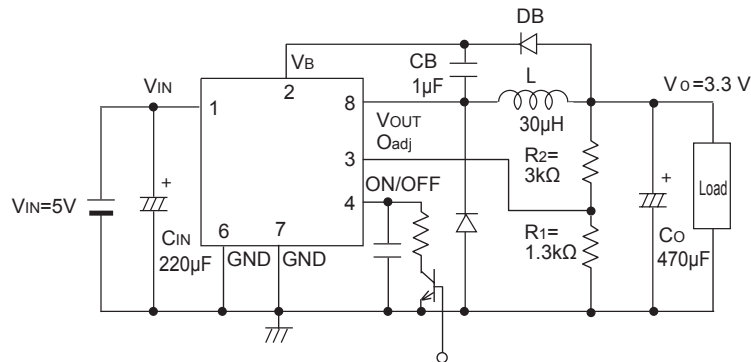 DB
VB
CB
1µF
L
VIN
2
8
VO=3.3 V
1
VOUT
30µH
Oadj
3
R2=
3kΩ
ON/OFF
4
VIN=5V
+
+
Load
6
7
R1=
1.3kΩ
CIN
220µF
GND
GND
CO
470µF